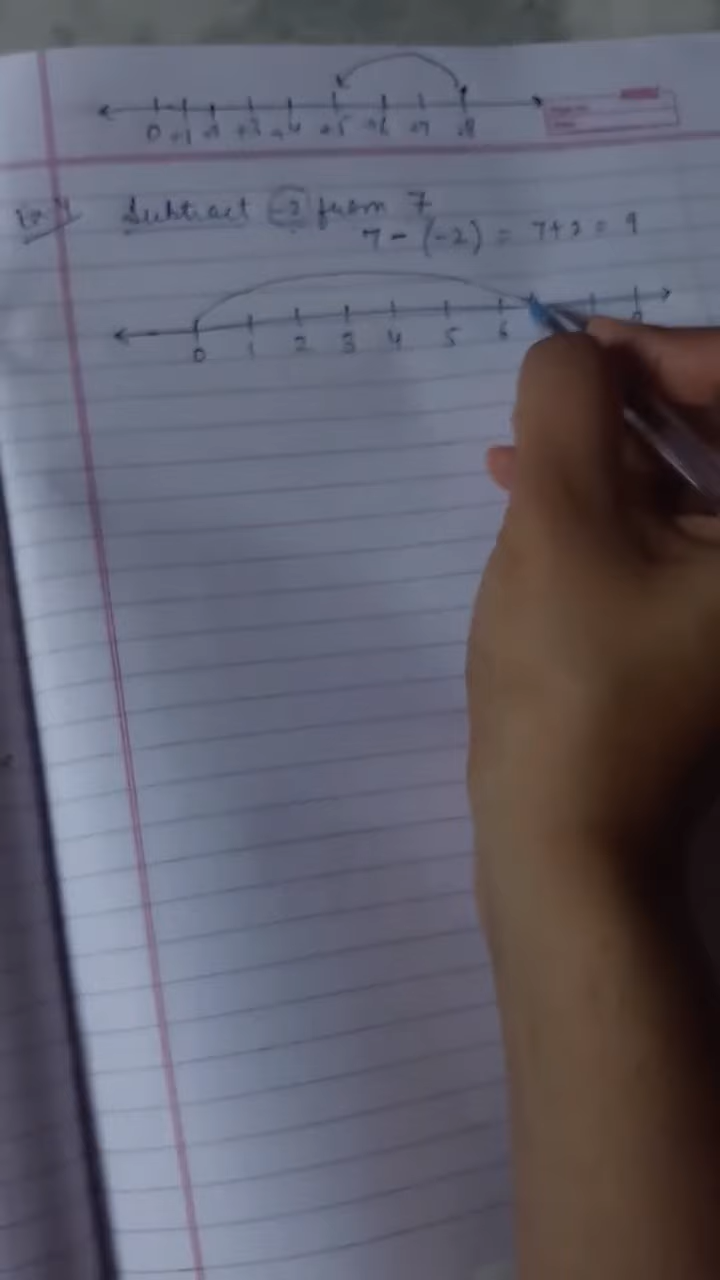 0 +1 +2 +3 +4 +5 +6 +7 +8
Subtract -2 from 7
7 - (-2) = 7+2 = 9
0 1 2 3 4 5 6